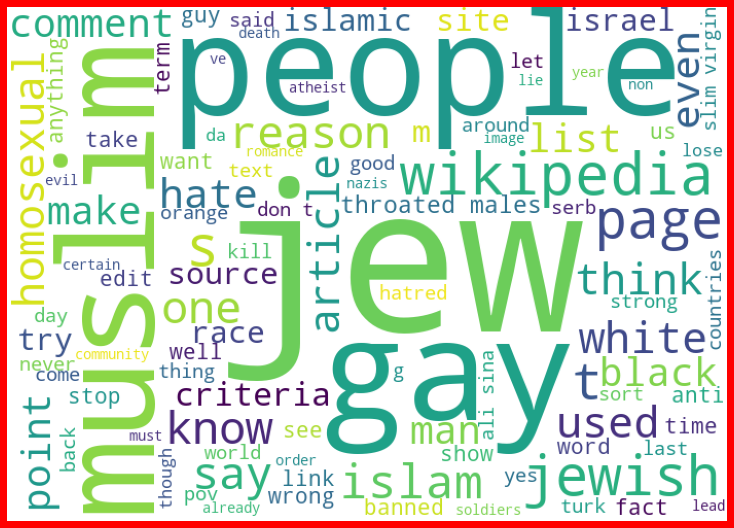 comment
guy
said
islamic
site
israel
death
people
ve
let
year
lie
non
atheist
even
slim virgin
homosexual
anything
muslim
term
take
da
reason
m
around
image
list
us
lose
want
text
romance
good
wikipedia
evil
make
hate
orange
don t
nazis
article
throated males
serb
page
s
kill
jew
certain
edit
source
hatred
think
strong
countries
one
day
try
race
white
never
community
well
come
thing
gay
g
ali sina
t
black
stop
criteria
sort
anti
point
back
must
know
see
man
used
time
though
say
world
show
word
last
pov
order
link
islam
yes
jewish
already
wrong
banned
soldiers
turk
fact
lead